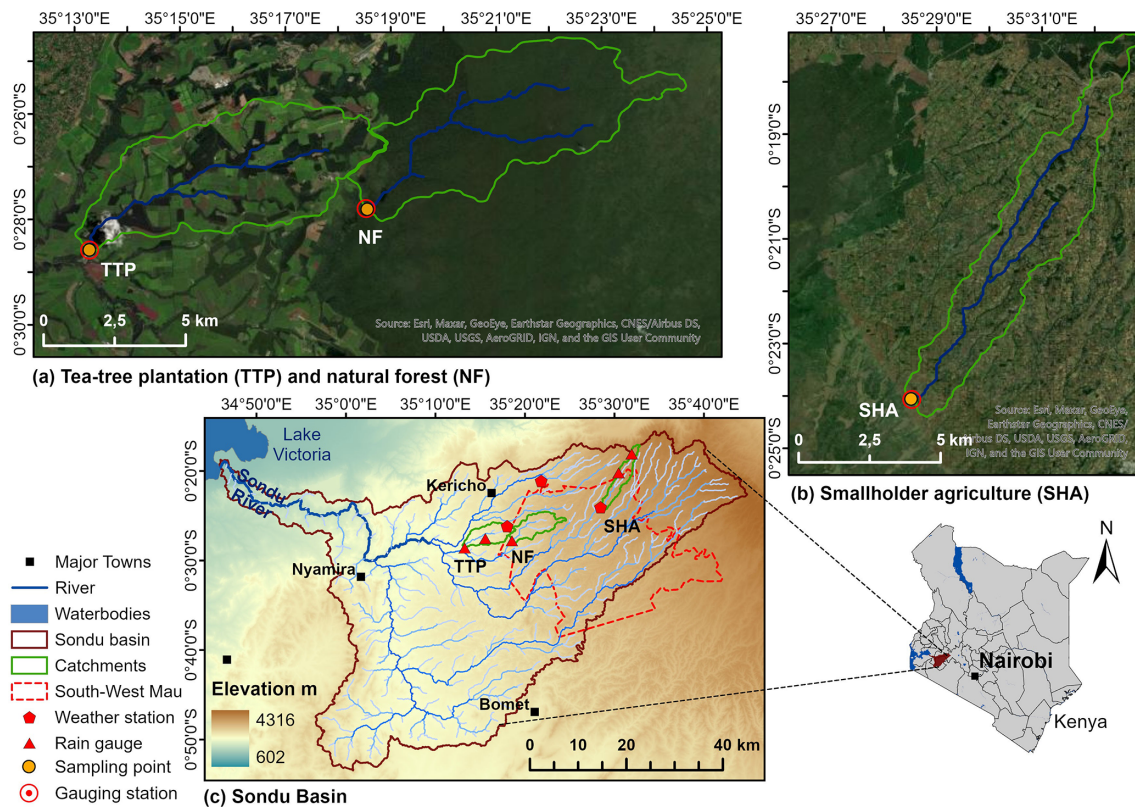 35°13'0"E 35°15'0"E 35°17'0"E 35°19'0"E 35°21'0"E 35°23'0"E 35°25'0"E
35°27'0"E 35°29'0"E 35°31'0"E
0°26'0"S
0°28'0"S
0°30'0"S
TTP
NF
0 2,5 5 km
Source: Esri, Maxar, GeoEye, Earthstar Geographics, CNES/Airbus DS,
USDA, USGS, AeroGRID, IGN, and the GIS User Community
(a) Tea-tree plantation (TTP) and natural forest (NF)
0°19'0"S
0°21'0"S
0°23'0"S
0°25'0"S
SHA
0 2,5 5 km
Source: Esri, Maxar, GeoEye,
Earthstar Geographics, CNES/
Airbus DS, USDA, USGS, AeroGRID,
IGN, and the GIS User Community
(b) Smallholder agriculture (SHA)
34°50'0"E 35°0'0"E 35°10'0"E 35°20'0"E 35°30'0"E 35°40'0"E
0°20'0"S
0°30'0"S
0°40'0"S
0°50'0"S
Lake
Victoria
Sondu
River
Kericho
SHA
TTP
NF
Nyamira
Bomet
Elevation m
4316
602
0 10 20 40 km
(c) Sondu Basin
Major Towns
River
Waterbodies
Sondu basin
Catchments
South-West Mau
Weather station
Rain gauge
Sampling point
Gauging station
N
Nairobi
Kenya